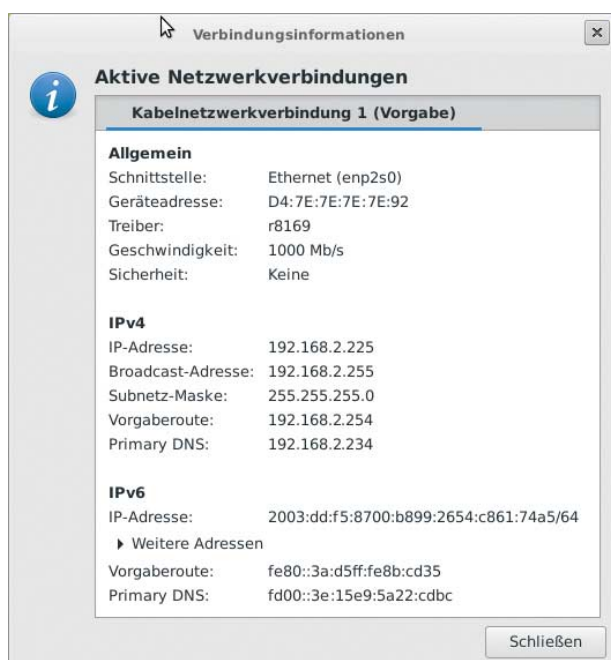 Verbindungsinformationen
Aktive Netzwerkverbindungen
Kabelnetzwerkverbindung 1 (Vorgabe)
Allgemein
Schnittstelle: Ethernet (enp2s0)
Geräteadresse: D4:7E:7E:7E:7E:92
Treiber: r8169
Geschwindigkeit: 1000 Mb/s
Sicherheit: Keine
IPv4
IP-Adresse: 192.168.2.225
Broadcast-Adresse: 192.168.2.255
Subnetz-Maske: 255.255.255.0
Vorgaberoute: 192.168.2.254
Primary DNS: 192.168.2.234
IPv6
IP-Adresse: 2003:dd:f5:8700:b899:2654:c861:74a5/64
Weitere Adressen
Vorgaberoute: fe80::3a:d5ff:fe8b:cd35
Primary DNS: fd00::3e:15e9:5a22:cdbc
Schließen